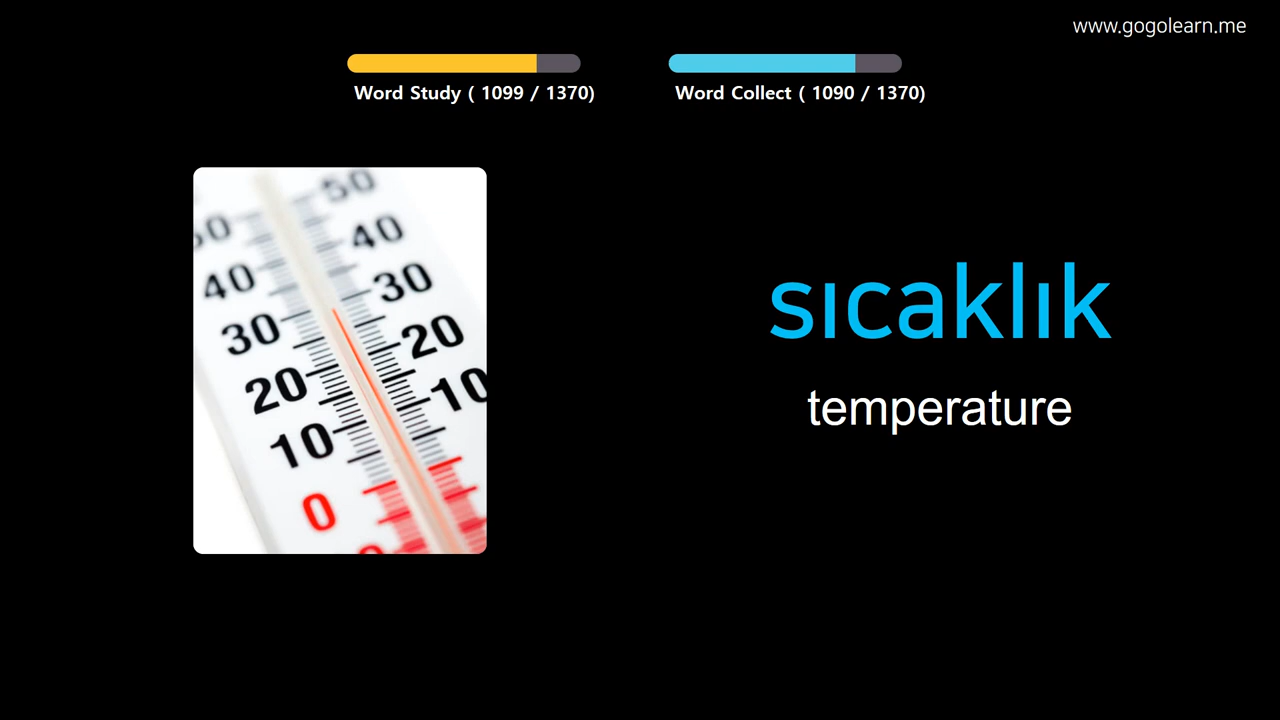 www.gogolearn.me
Word Study ( 1099 / 1370)
Word Collect ( 1090 / 1370)
50
50
40
40
30
30
20
20
10
10
0
sıcaklık
temperature